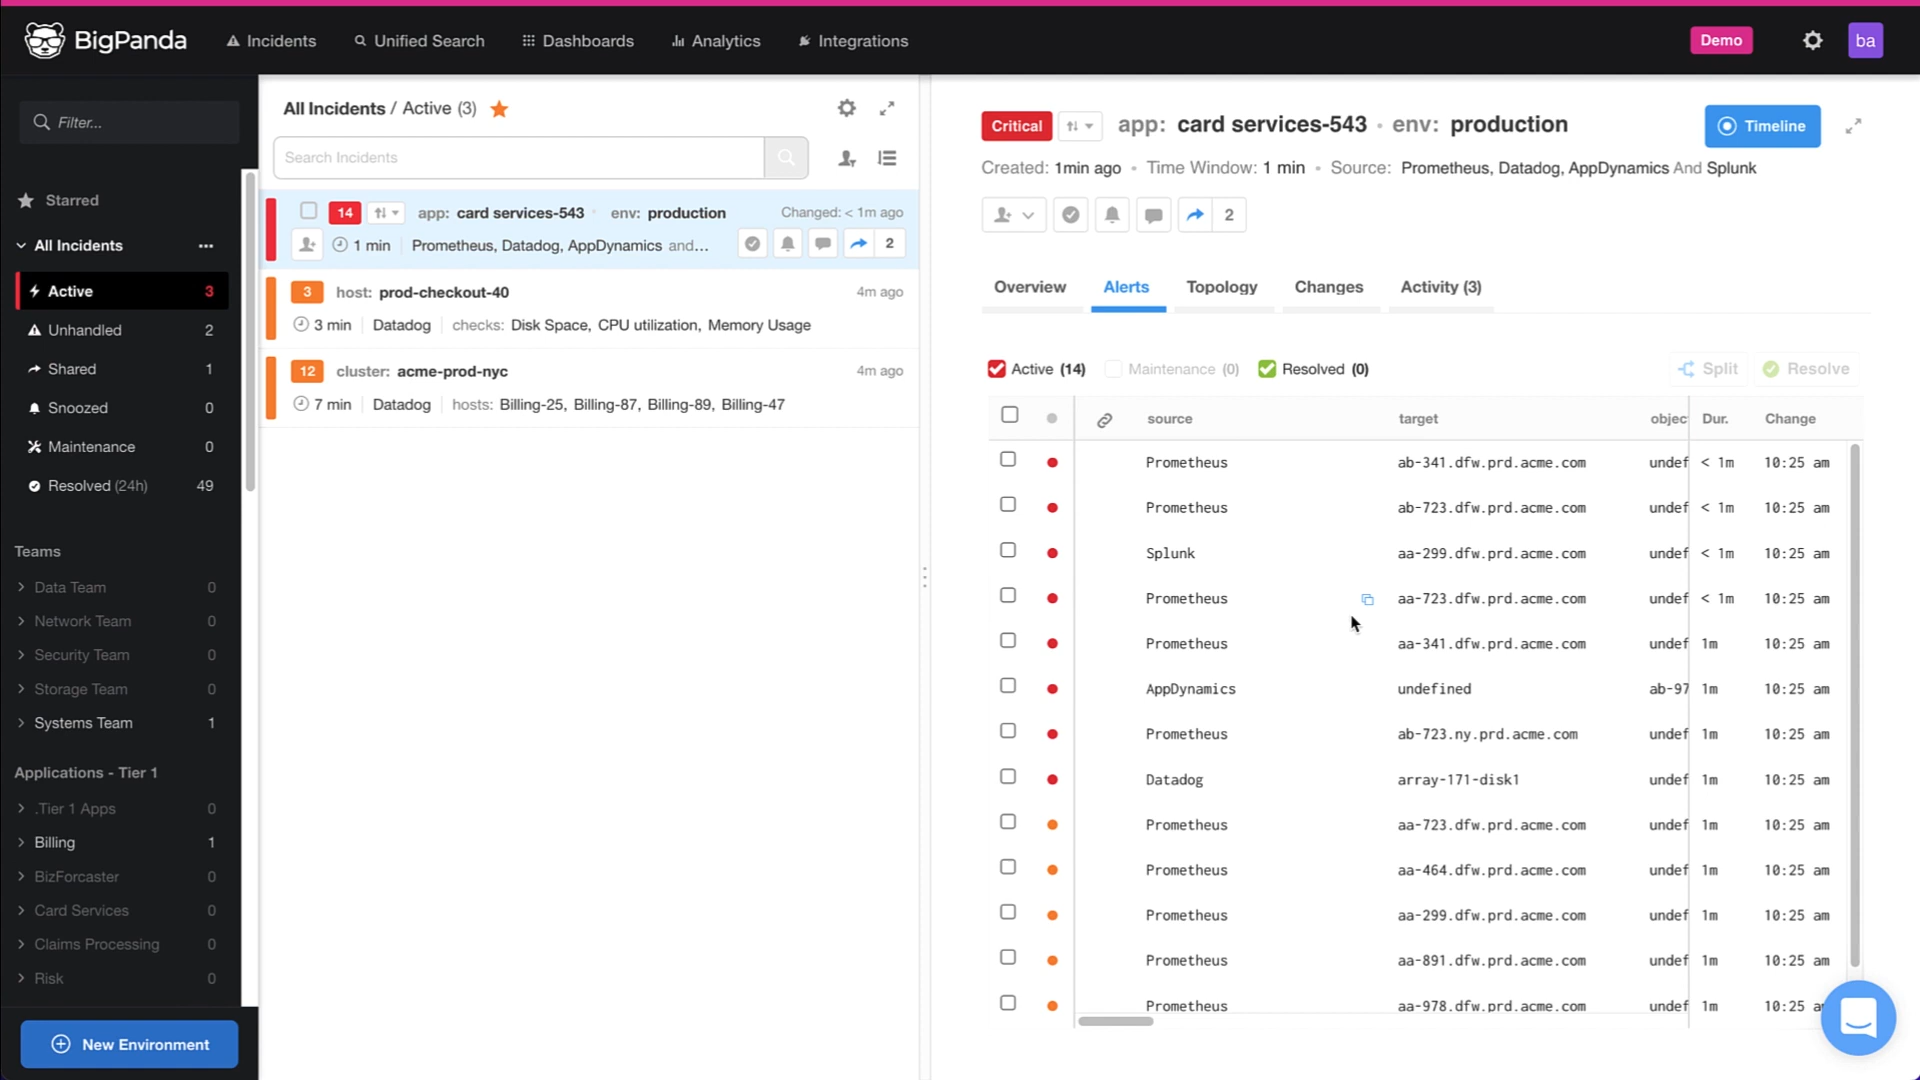 BigPanda Incidents Unified Search Dashboards Analytics Integrations Demo ba
Filter...
Starred
All Incidents ...
Active 3
Unhandled 2
Shared 1
Snoozed 0
Maintenance 0
Resolved (24h) 49
Teams
Data Team 0
Network Team 0
Security Team 0
Storage Team 0
Systems Team 1
Applications - Tier 1
.Tier 1 Apps 0
Billing 1
BizForcaster 0
Card Services 0
Claims Processing 0
Risk 0
New Environment
All Incidents / Active (3)
Search Incidents
14 app: card services-543 env: production Changed: < 1m ago
1 min Prometheus, Datadog, AppDynamics and... 2
3 host: prod-checkout-40 4m ago
3 min Datadog checks: Disk Space, CPU utilization, Memory Usage
12 cluster: acme-prod-nyc 4m ago
7 min Datadog hosts: Billing-25, Billing-87, Billing-89, Billing-47
Critical app: card services-543 • env: production Timeline
Created: 1min ago • Time Window: 1 min • Source: Prometheus, Datadog, AppDynamics And Splunk
2
Overview Alerts Topology Changes Activity (3)
Active (14) Maintenance (0) Resolved (0) Split Resolve
source target objec Dur. Change
Prometheus ab-341.dfw.prd.acme.com undef < 1m 10:25 am
Prometheus ab-723.dfw.prd.acme.com undef < 1m 10:25 am
Splunk aa-299.dfw.prd.acme.com undef < 1m 10:25 am
Prometheus aa-723.dfw.prd.acme.com undef < 1m 10:25 am
Prometheus aa-341.dfw.prd.acme.com undef 1m 10:25 am
AppDynamics undefined ab-97 1m 10:25 am
Prometheus ab-723.ny.prd.acme.com undef 1m 10:25 am
Datadog array-171-disk1 undef 1m 10:25 am
Prometheus aa-723.dfw.prd.acme.com undef 1m 10:25 am
Prometheus aa-464.dfw.prd.acme.com undef 1m 10:25 am
Prometheus aa-299.dfw.prd.acme.com undef 1m 10:25 am
Prometheus aa-891.dfw.prd.acme.com undef 1m 10:25 am
Prometheus aa-978.dfw.prd.acme.com undef 1m 10:25 a